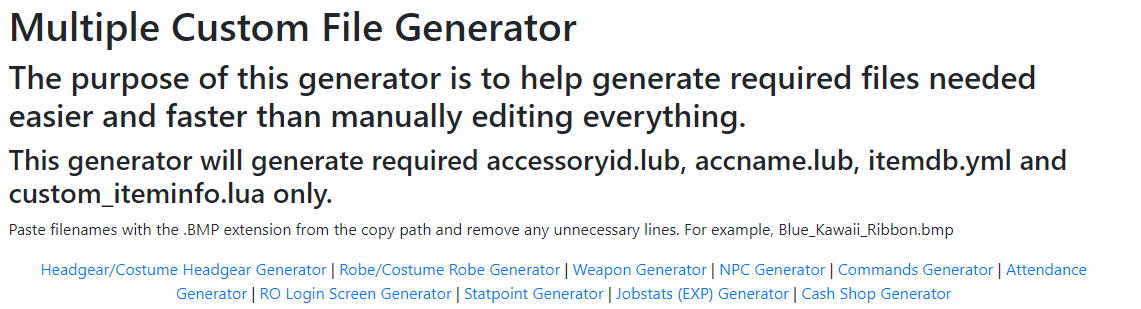 Multiple Custom File Generator
The purpose of this generator is to help generate required files needed
easier and faster than manually editing everything.
This generator will generate required accessoryid.lub, accname.lub, itemdb.yml and
custom_iteminfo.lua only.
Paste filenames with the .BMP extension from the copy path and remove any unnecessary lines. For example, Blue_Kawaii_Ribbon.bmp
Headgear/Costume Headgear Generator | Robe/Costume Robe Generator | Weapon Generator | NPC Generator | Commands Generator | Attendance
Generator | RO Login Screen Generator | Statpoint Generator | Jobstats (EXP) Generator | Cash Shop Generator